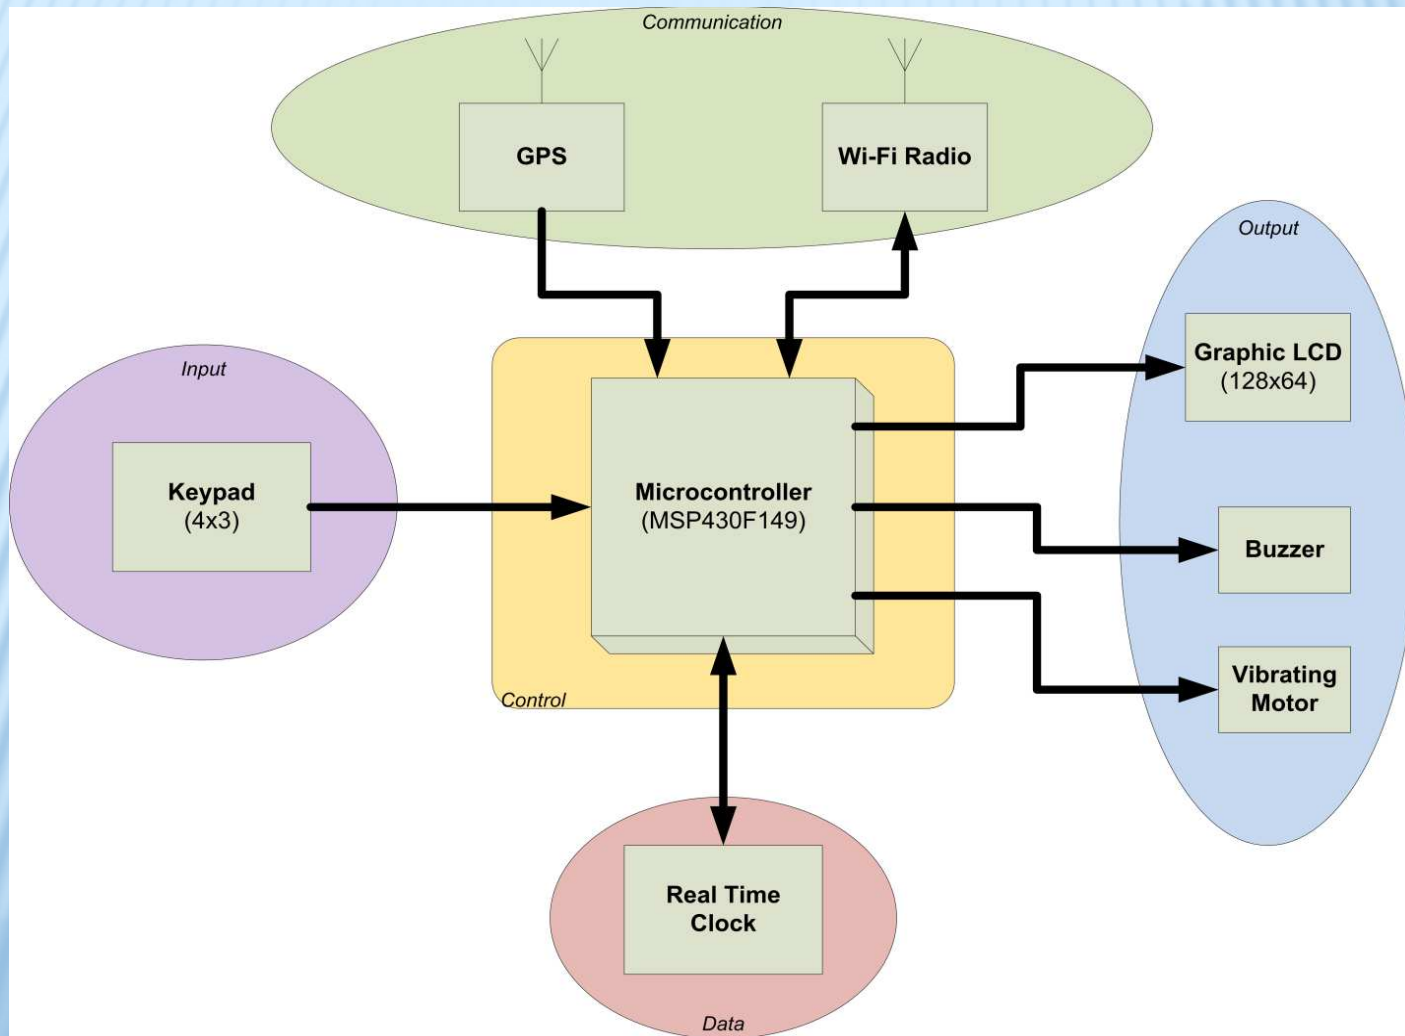 Communication
GPS
Wi-Fi Radio
Output
Graphic LCD
(128x64)
Input
Keypad
(4x3)
Microcontroller
(MSP430F149)
Buzzer
Vibrating
Motor
Control
Real Time
Clock
Data